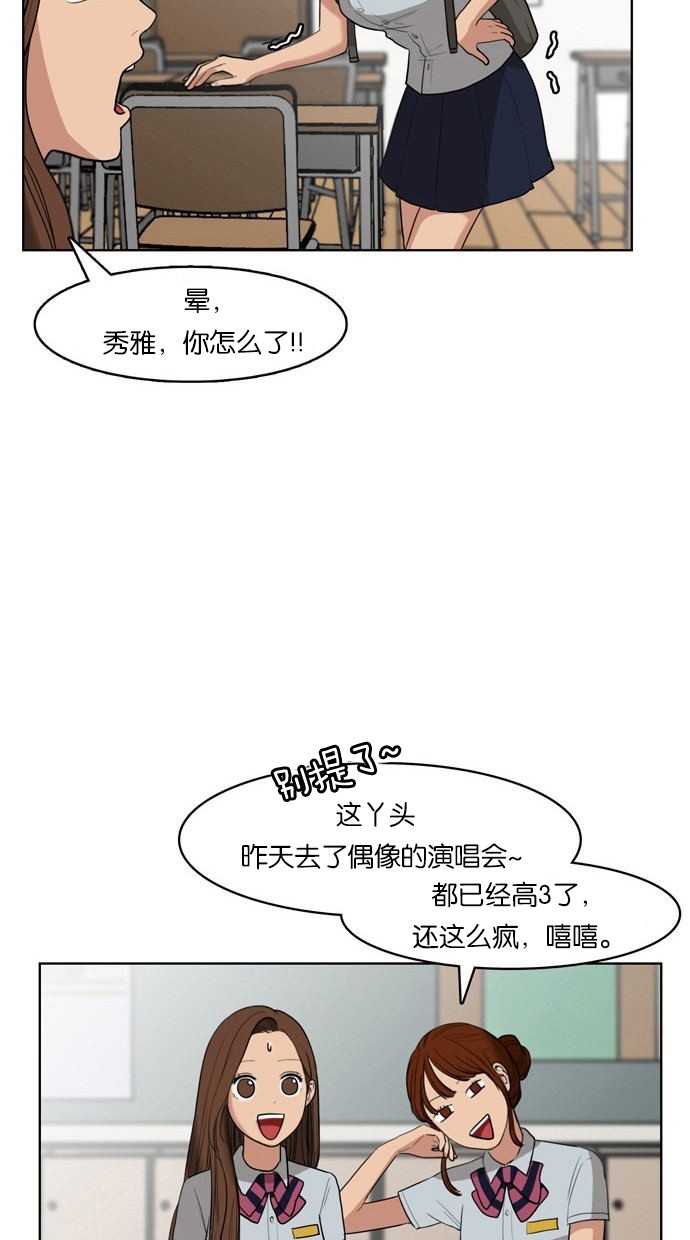 晕，
秀雅，你怎么了!!
别提了~
这丫头
昨天去了偶像的演唱会~
都已经高3了，
还这么疯，嘻嘻。